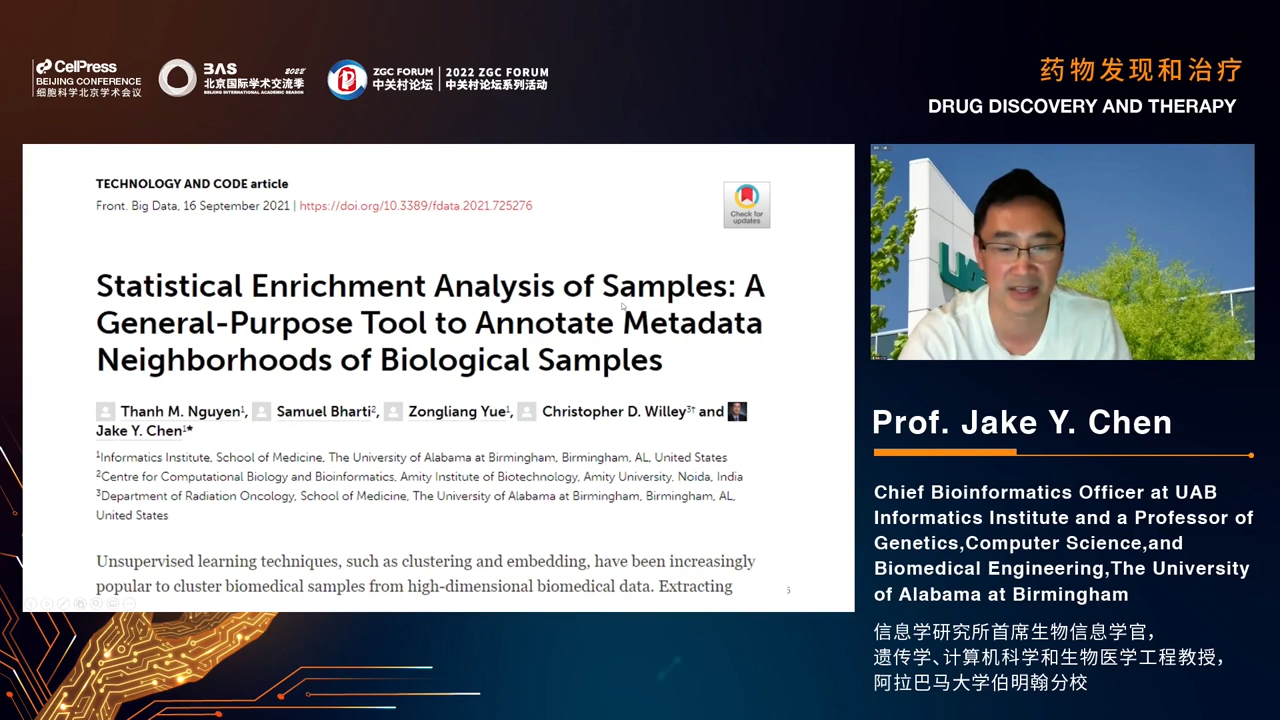 CelPress
BEIJING CONFERENCE
细胞科学北京学术会议
BAS 2022
北京国际学术交流季
BEIJING INTERNATIONAL ACADEMIC SEASON
ZGC FORUM
中关村论坛
2022 ZGC FORUM
中关村论坛系列活动
药物发现和治疗
DRUG DISCOVERY AND THERAPY
TECHNOLOGY AND CODE article
Front. Big Data, 16 September 2021 | https://doi.org/10.3389/fdata.2021.725276
Check for
updates
Statistical Enrichment Analysis of Samples: A
General-Purpose Tool to Annotate Metadata
Neighborhoods of Biological Samples
Thanh M. Nguyen1, Samuel Bharti2, Zongliang Yue1, Christopher D. Willey3† and
Jake Y. Chen1*
1Informatics Institute, School of Medicine, The University of Alabama at Birmingham, Birmingham, AL, United States
2Centre for Computational Biology and Bioinformatics, Amity Institute of Biotechnology, Amity University, Noida, India
3Department of Radiation Oncology, School of Medicine, The University of Alabama at Birmingham, Birmingham, AL,
United States
Unsupervised learning techniques, such as clustering and embedding, have been increasingly
popular to cluster biomedical samples from high-dimensional biomedical data. Extracting
Prof. Jake Y. Chen
Chief Bioinformatics Officer at UAB
Informatics Institute and a Professor of
Genetics,Computer Science,and
Biomedical Engineering,The University
of Alabama at Birmingham
信息学研究所首席生物信息学官，
遗传学、计算机科学和生物医学工程教授，
阿拉巴马大学伯明翰分校